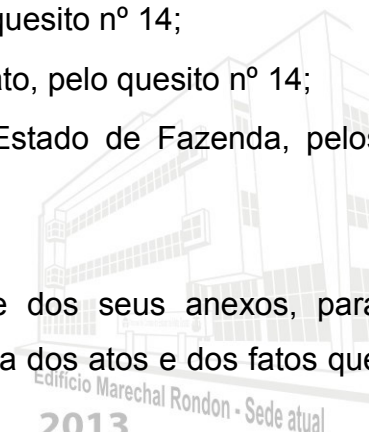 quesito nº 14;
ato, pelo quesito nº 14;
Estado de Fazenda, pelos
e dos seus anexos, para
a dos atos e dos fatos que
Edifício Marechal Rondon - Sede atual
2013